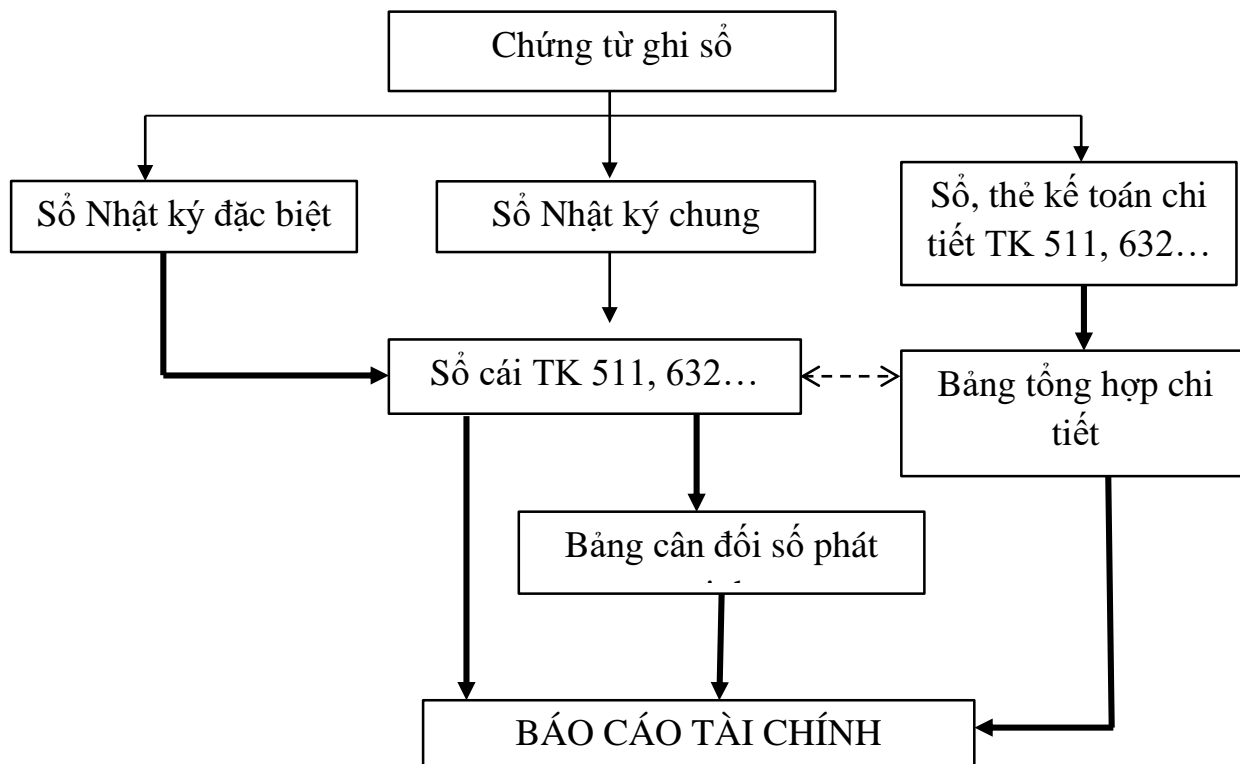 Chứng từ ghi sổ
Sổ Nhật ký đặc biệt
Sổ Nhật ký chung
Sổ, thẻ kế toán chi
tiết TK 511, 632…
Sổ cái TK 511, 632…
Bảng tổng hợp chi
tiết
Bảng cân đối số phát
BÁO CÁO TÀI CHÍNH